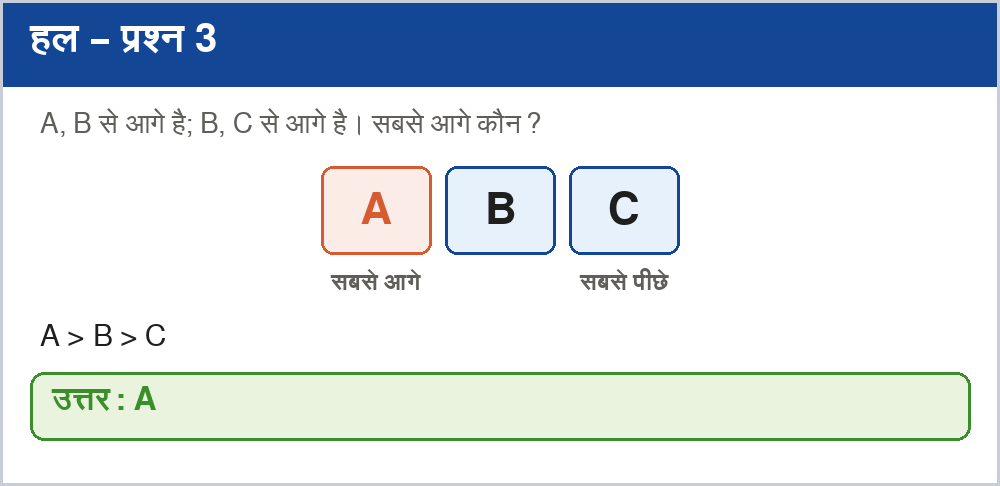 हल – प्रश्न 3
A, B से आगे है; B, C से आगे है। सबसे आगे कौन ?
A B C
सबसे आगे सबसे पीछे
A > B > C
उत्तर : A